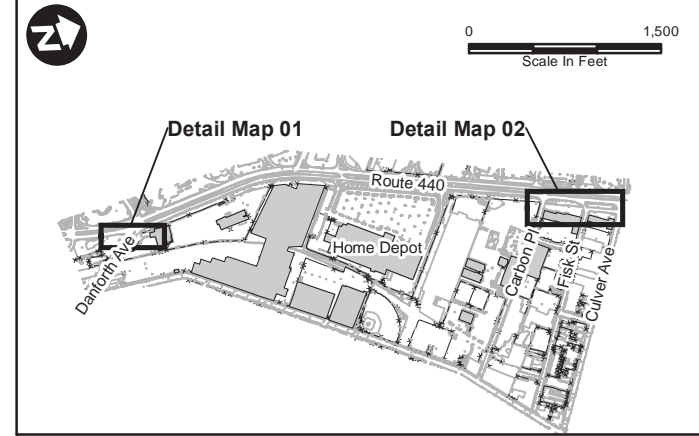 Z
0 1,500
Scale In Feet
Detail Map 01
Detail Map 02
Route 440
Home Depot
Danforth Ave
Carbon Pl
Fisk St
Culver Ave